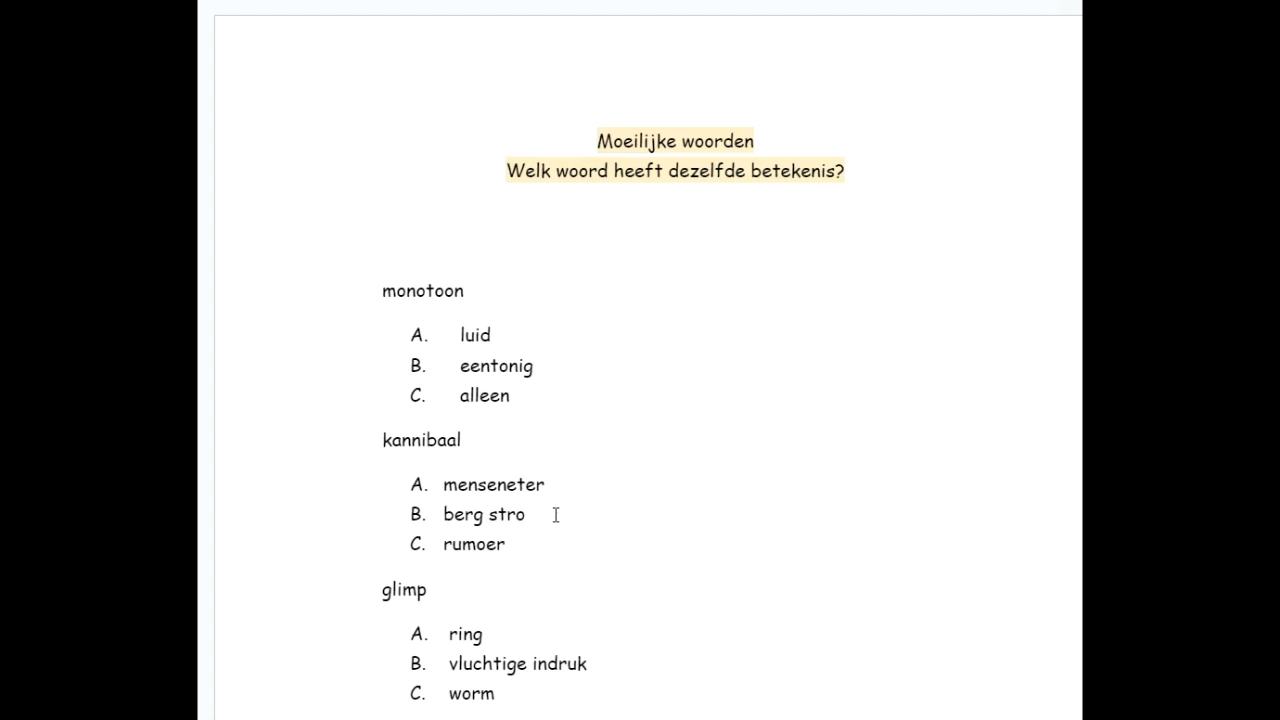 Moeilijke woorden
Welk woord heeft dezelfde betekenis?
monotoon
A. luid
B. eentonig
C. alleen
kannibaal
A. menseneter
B. berg stro
C. rumoer
glimp
A. ring
B. vluchtige indruk
C. worm